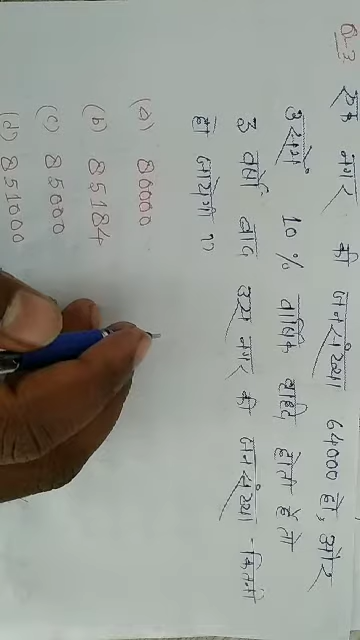 Q-3 एक नगर की जनसंख्या 64000 है, और
उसमें 10% वार्षिक वृद्धि होती है तो
3 वर्षो बाद उस नगर की जनसंख्या कितनी
हो जायेगी ?
(a) 80000
(b) 85184
(c) 85000
(d) 851000